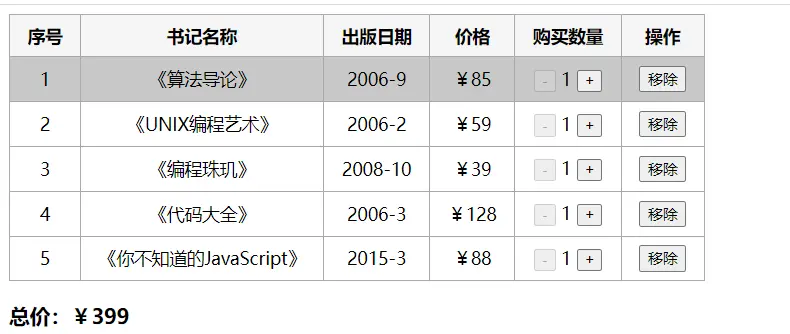 序号 书记名称 出版日期 价格 购买数量 操作
1 《算法导论》 2006-9 ￥85 - 1 + 移除
2 《UNIX编程艺术》 2006-2 ￥59 - 1 + 移除
3 《编程珠玑》 2008-10 ￥39 - 1 + 移除
4 《代码大全》 2006-3 ￥128 - 1 + 移除
5 《你不知道的JavaScript》 2015-3 ￥88 - 1 + 移除
总价：￥399